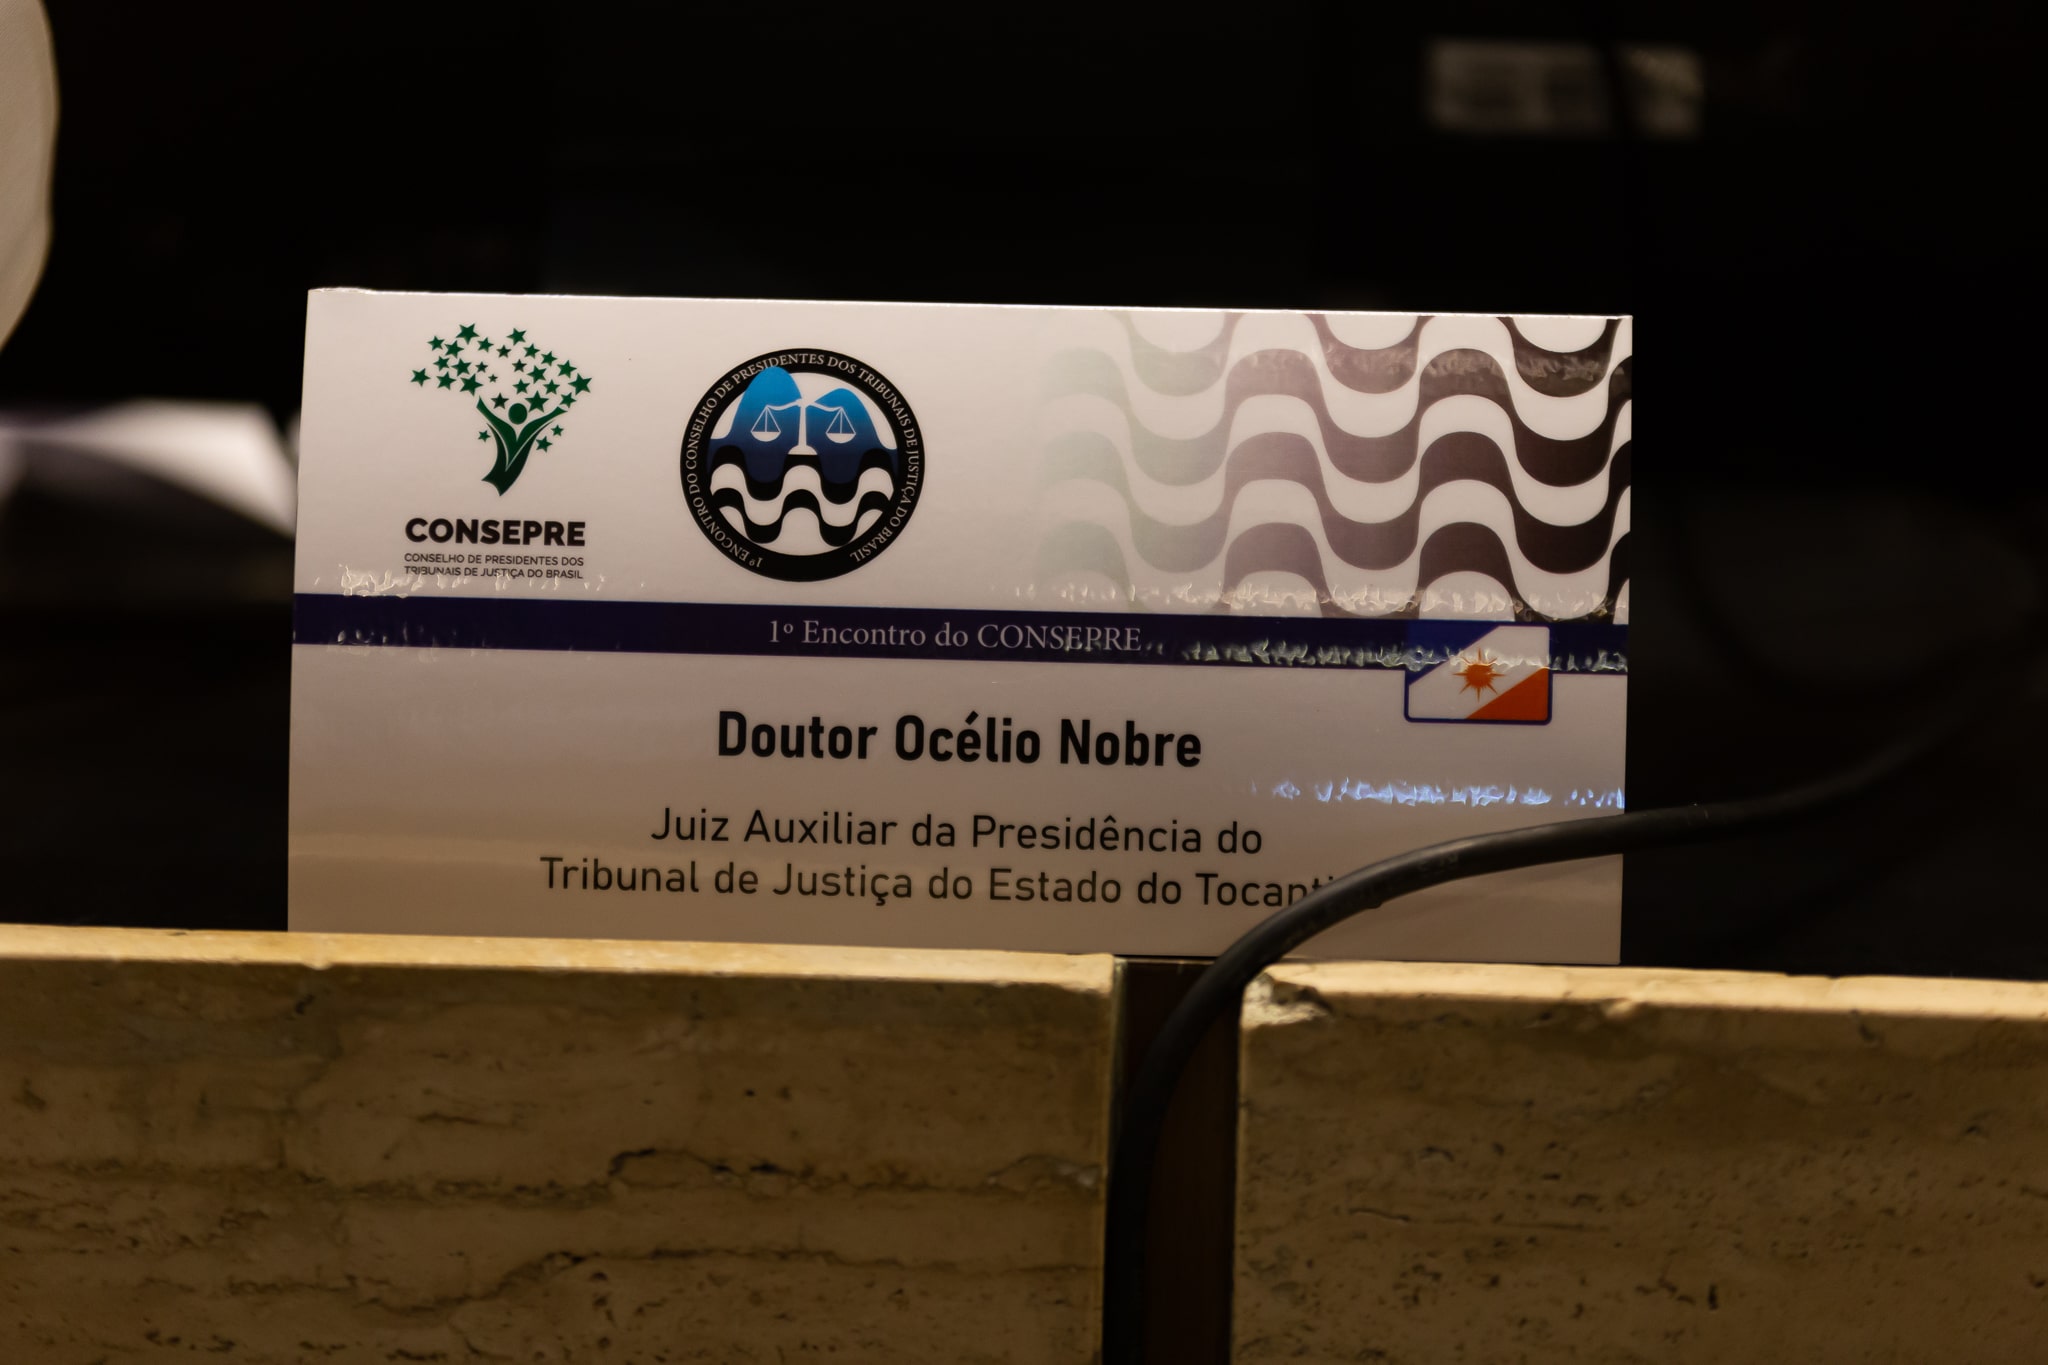 CONSEPRE
CONSELHO DE PRESIDENTES DOS
TRIBUNAIS DE JUSTIÇA DO BRASIL
1º ENCONTRO DO CONSELHO DE PRESIDENTES DOS TRIBUNAIS DE JUSTIÇA DO BRASIL
1º Encontro do CONSEPRE
Doutor Océlio Nobre
Juiz Auxiliar da Presidência do
Tribunal de Justiça do Estado do